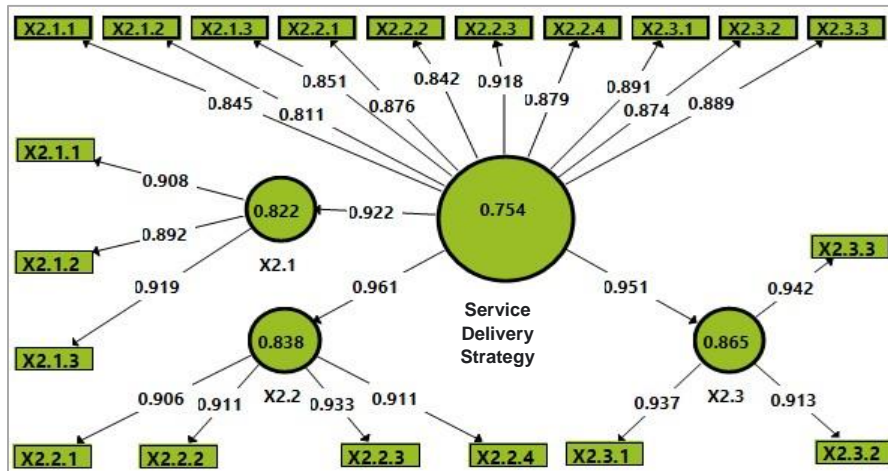 X2.1.1 X2.1.2 X2.1.3 X2.2.1 X2.2.2 X2.2.3 X2.2.4 X2.3.1 X2.3.2 X2.3.3
0.845 0.811 0.851 0.876 0.842 0.918 0.879 0.891 0.874 0.889
X2.1.1
0.908
0.822
0.922
0.754
0.892
X2.1.2
X2.1
0.919
X2.1.3
0.961
0.951
X2.3.3
0.942
Service
Delivery
Strategy
0.838
X2.2
0.865
X2.3
0.906 0.911 0.933 0.911
0.937 0.913
X2.2.1 X2.2.2 X2.2.3 X2.2.4 X2.3.1 X2.3.2